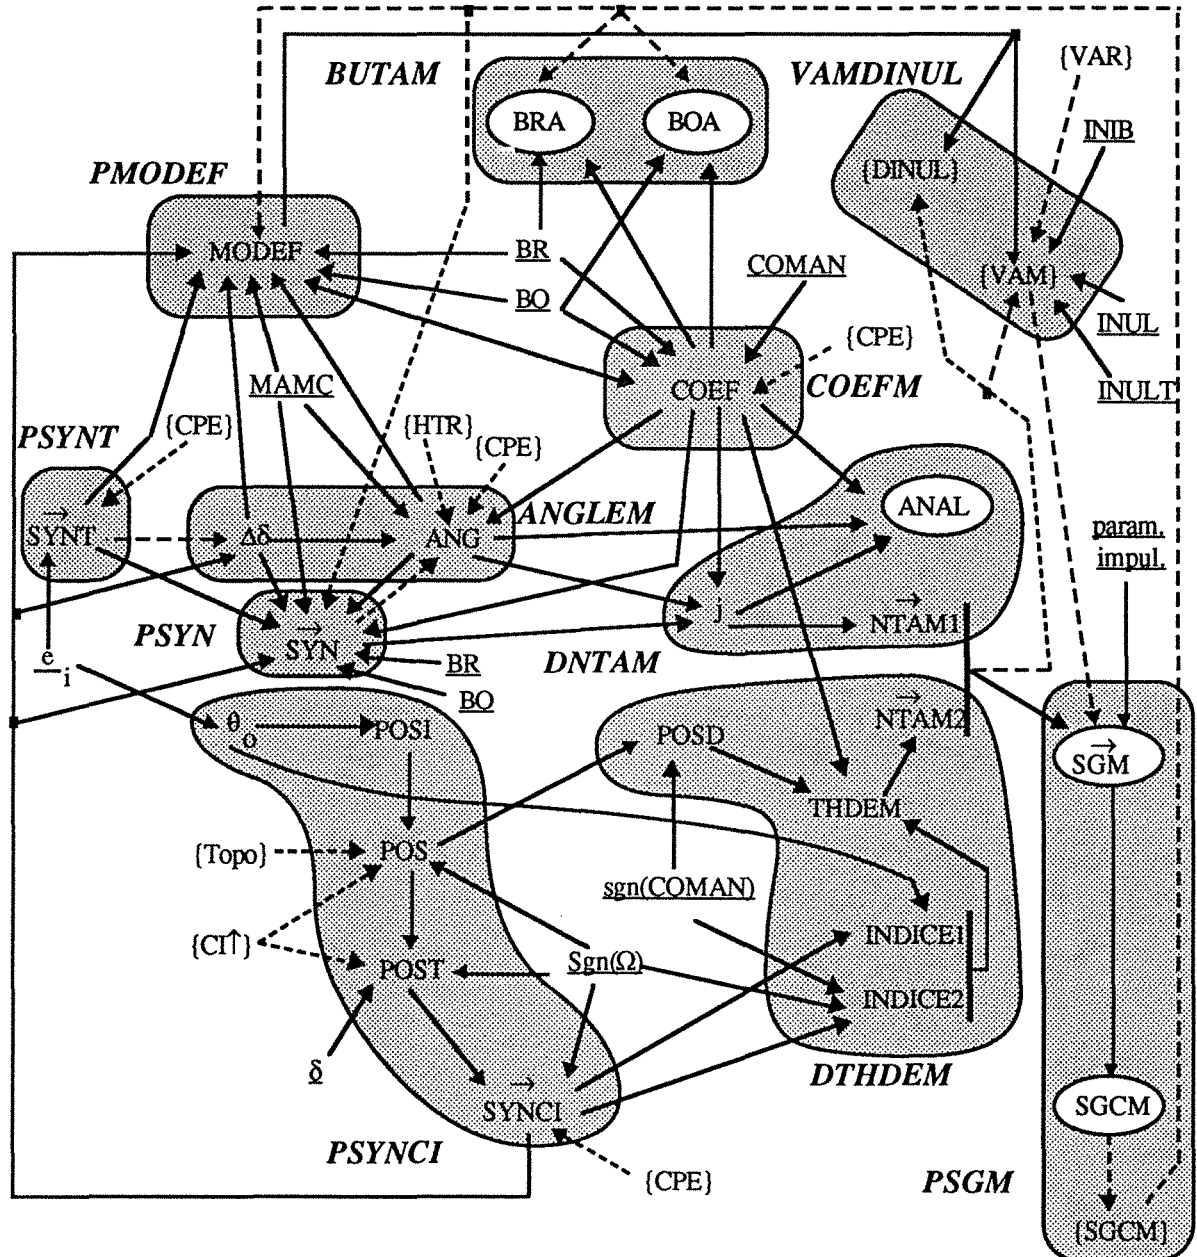 BUTAM
VAMDINUL
{VAR}
BRA
BOA
INIB
PMODEF
{DINUL}
MODEF
BR
COMAN
{VAM}
BO
INUL
{CPE}
MAMC
COEF
COEFM
INULT
PSYNT
{CPE}
{HTR}
{CPE}
ANAL
ANGLEM
SYNT
Δδ
ANG
param.
impul.
j
NTAM1
PSYN
SYN
DNTAM
e i
BR
BO
θo
POSI
POSD
NTAM2
SGM
THDEM
{Topo}
POS
sgn(COMAN)
{CI↑}
INDICE1
POST
Sgn(Ω)
INDICE2
δ
DTHDEM
SYNCI
SGCM
PSYNCI
{CPE}
PSGM
{SGCM}